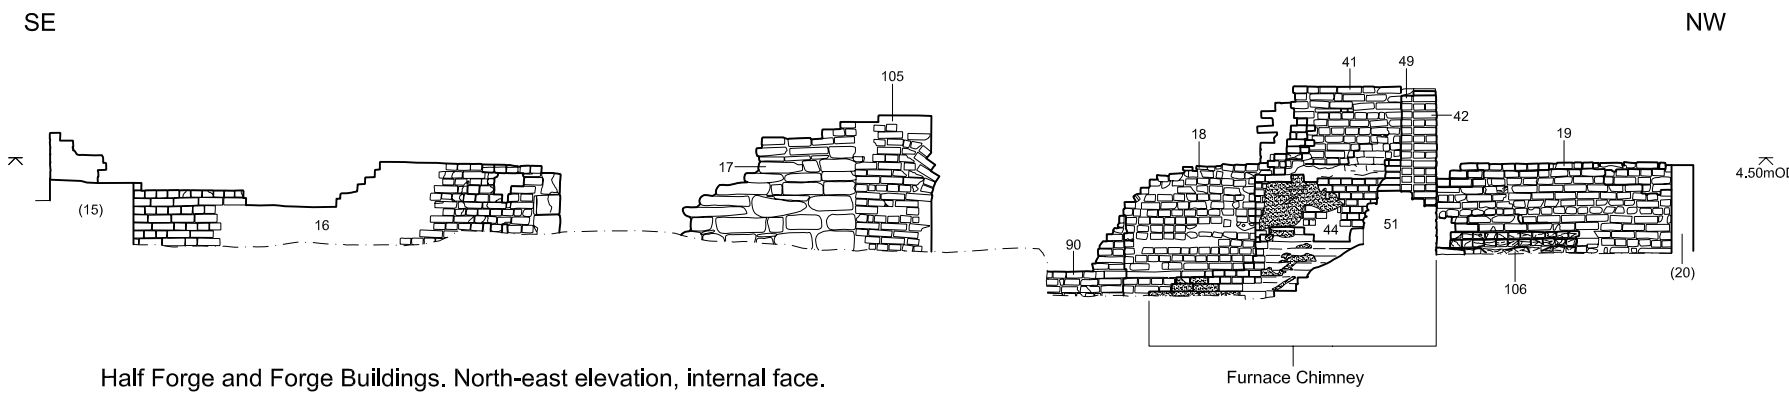 SE
NW
41
49
105
42
18
19
17
4.50mOD
(15)
16
44
51
90
(20)
106
Furnace Chimney
Half Forge and Forge Buildings. North-east elevation, internal face.